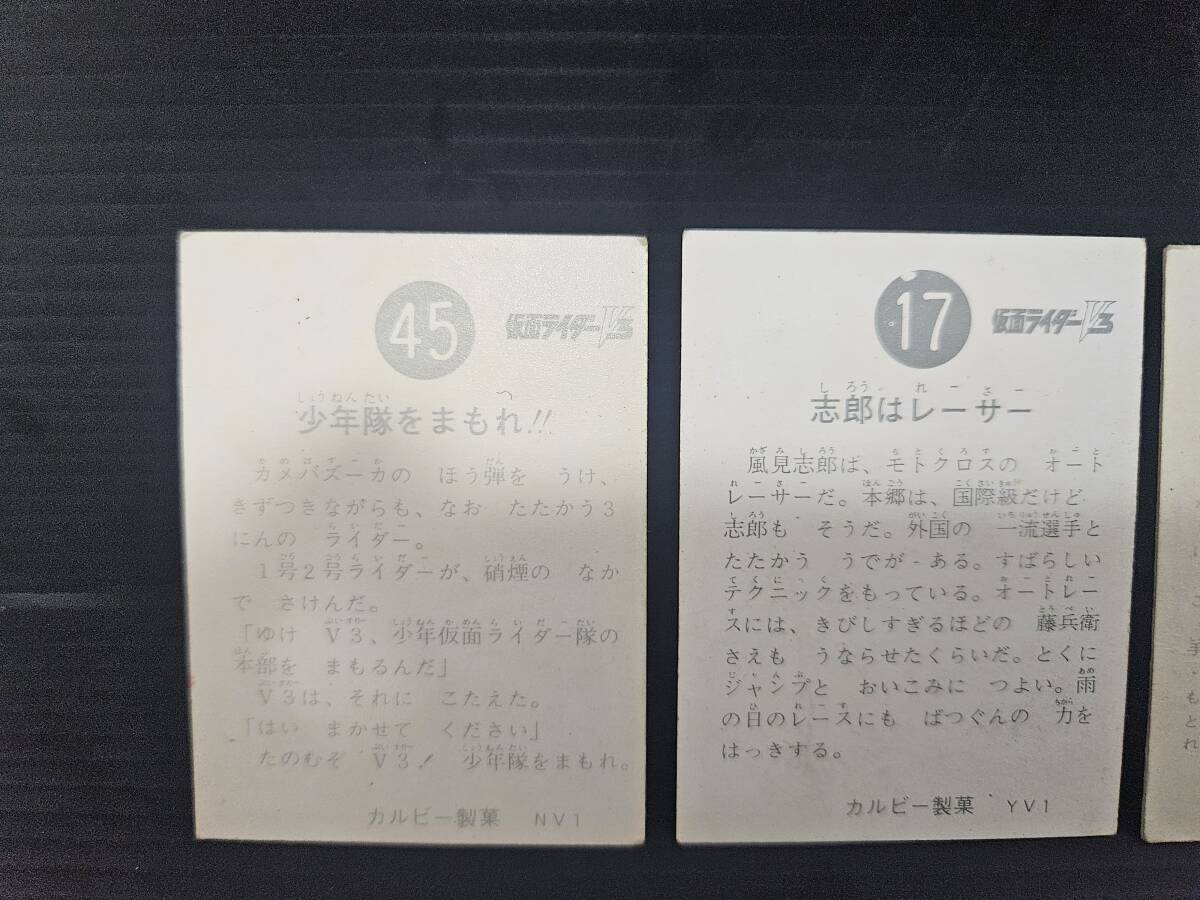 45
仮面ライダーV3
少年隊をまもれ!!
カメバズーカの ほう弾を うけ、
きずつきながらも、なお たたかう3
にんの ライダー。
1号2号ライダーが、硝煙の なか
で さけんだ。
「ゆけ V3、少年仮面ライダー隊の
本部を まもるんだ」
V3は、それに こたえた。
「はい まかせて ください」
たのむぞ V3! 少年隊をまもれ。
カルビー製菓 NV1
17
仮面ライダーV3
志郎はレーサー
風見志郎は、モトクロスの オート
レーサーだ。本郷は、国際級だけど
志郎も そうだ。外国の 一流選手と
たたかう うでが ある。すばらしい
テクニックをもっている。オートレー
スには、きびしすぎるほどの 藤兵衛
さえも うならせたくらいだ。とくに
ジャンプと おいこみに つよい。雨
の日のレースにも ばつぐんの 力を
はっきする。
カルビー製菓 YV1